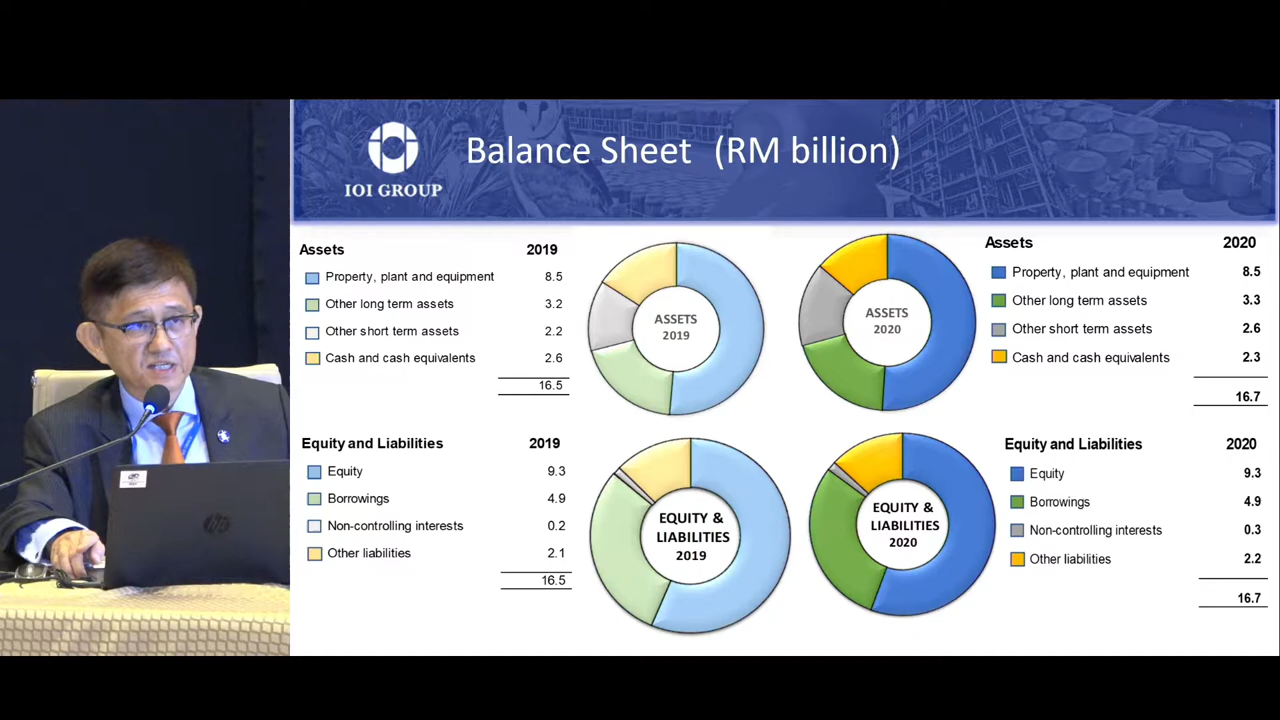 Balance Sheet (RM billion)
IOI GROUP
Assets 2019
Property, plant and equipment 8.5
Other long term assets 3.2
Other short term assets 2.2
Cash and cash equivalents 2.6
16.5
ASSETS
2019
ASSETS
2020
Assets 2020
Property, plant and equipment 8.5
Other long term assets 3.3
Other short term assets 2.6
Cash and cash equivalents 2.3
16.7
Equity and Liabilities 2019
Equity 9.3
Borrowings 4.9
Non-controlling interests 0.2
Other liabilities 2.1
16.5
EQUITY &
LIABILITIES
2019
EQUITY &
LIABILITIES
2020
Equity and Liabilities 2020
Equity 9.3
Borrowings 4.9
Non-controlling interests 0.3
Other liabilities 2.2
16.7
hp